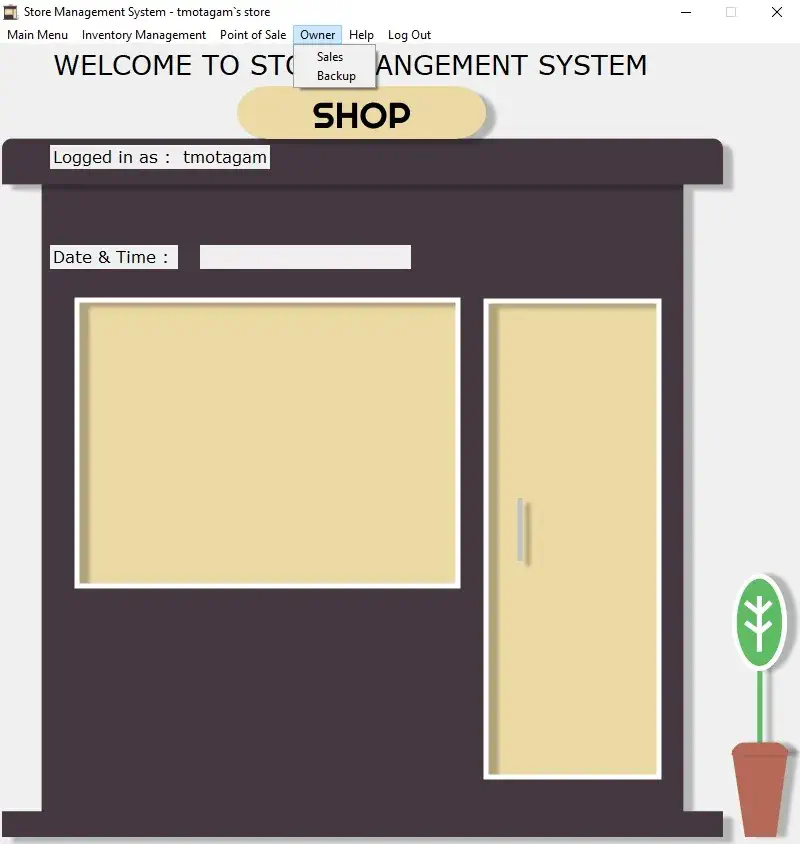 Store Management System - tmotagam`s store
Main Menu Inventory Management Point of Sale Owner Help Log Out
Sales
Backup
WELCOME TO STO ANGEMENT SYSTEM
SHOP
Logged in as : tmotagam
Date & Time :